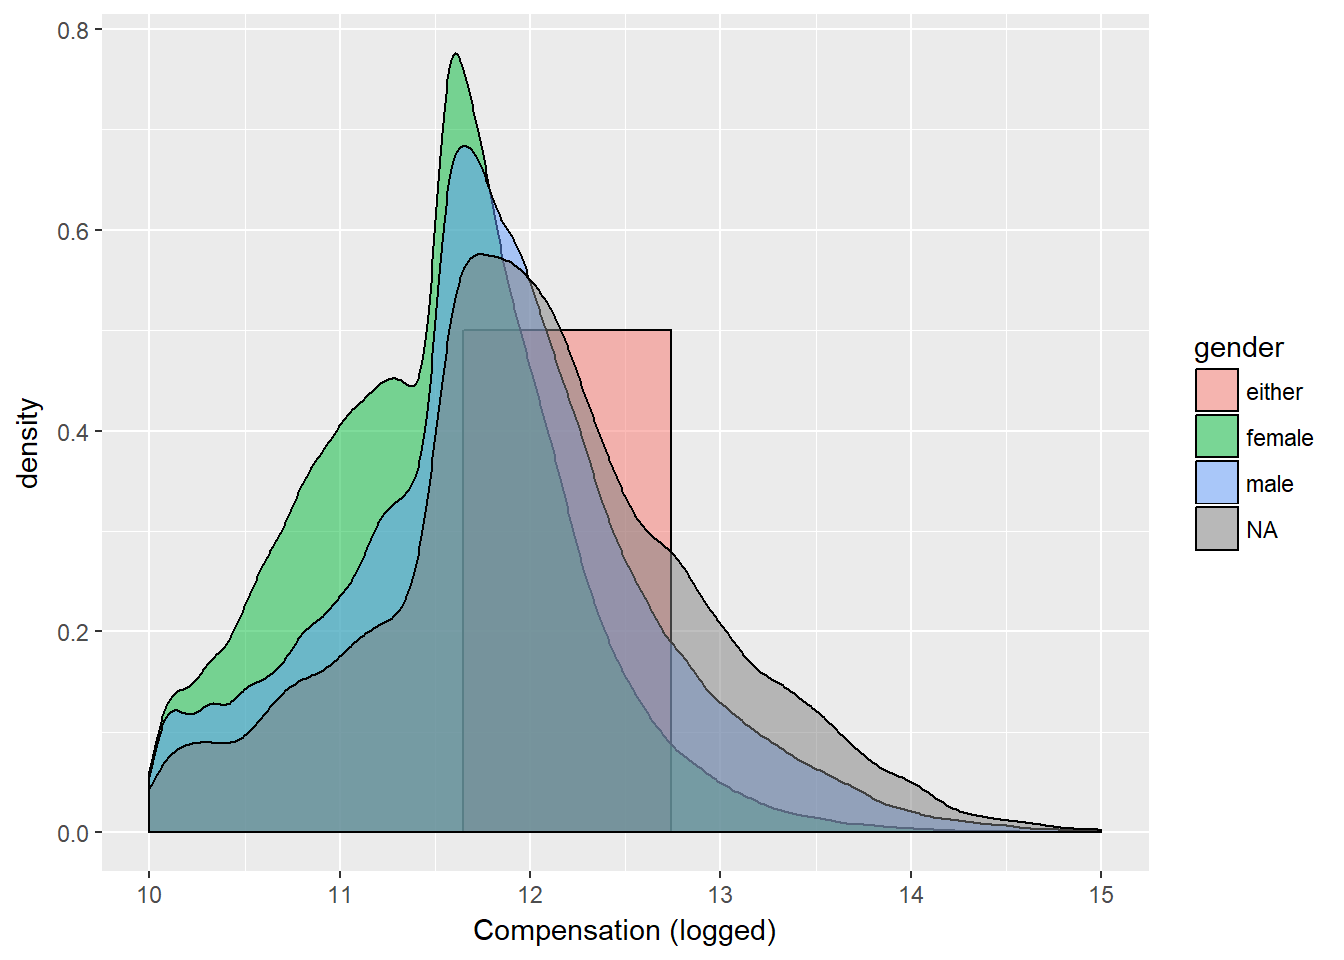 0.8
0.6
0.4
0.2
0.0
density
10 11 12 13 14 15
Compensation (logged)
gender
either
female
male
NA